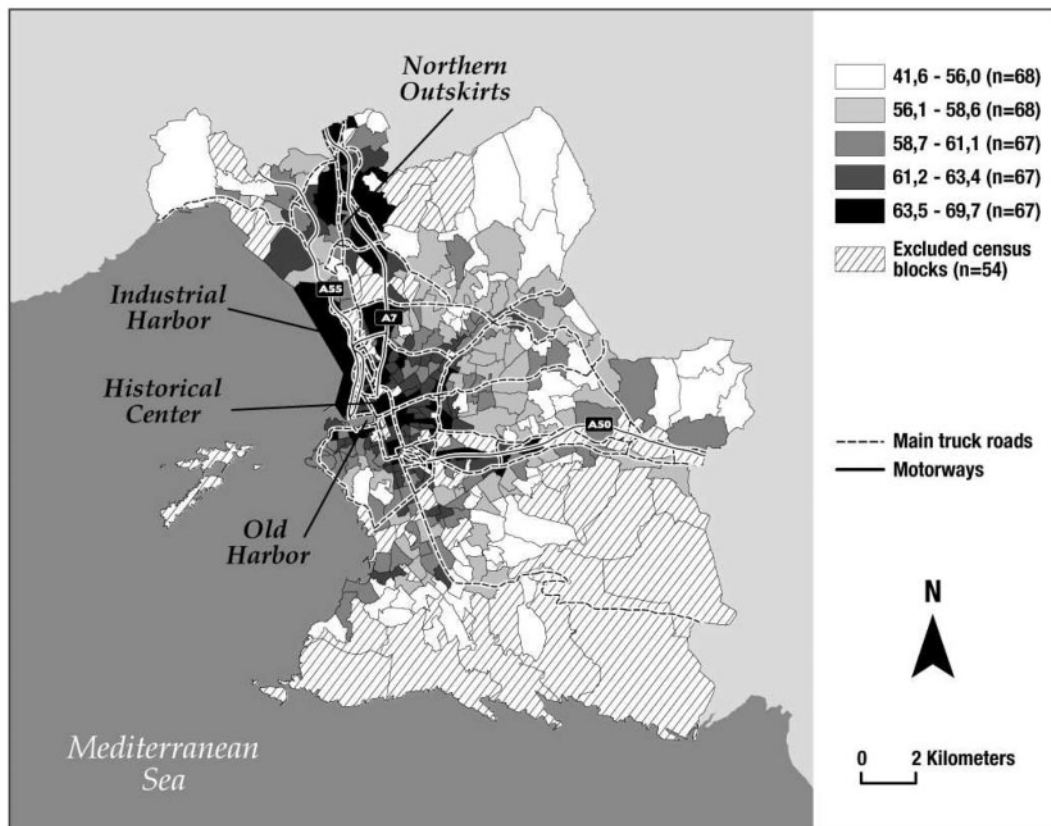 Northern
Outskirts
A55
Industrial
Harbor
A7
Historical
Center
A50
Old
Harbor
Mediterranean
Sea
41,6 - 56,0 (n=68)
56,1 - 58,6 (n=68)
58,7 - 61,1 (n=67)
61,2 - 63,4 (n=67)
63,5 - 69,7 (n=67)
Excluded census
blocks (n=54)
Main truck roads
Motorways
N
0 2 Kilometers